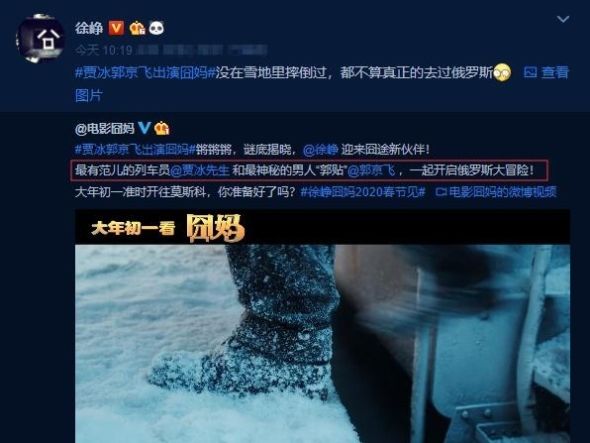 谷
徐峥
今天 10:19
#贾冰郭京飞出演囧妈#没在雪地里摔倒过，都不算真正的去过俄罗斯 查看
图片
@电影囧妈
#贾冰郭京飞出演囧妈#锵锵锵，谜底揭晓，@徐峥 迎来囧途新伙伴！
最有范儿的列车员@贾冰先生 和最神秘的男人“郭贴”@郭京飞 ，一起开启俄罗斯大冒险！
大年初一准时开往莫斯科，你准备好了吗？#徐峥囧妈2020春节见# 电影囧妈的微博视频
大年初一看 囧妈